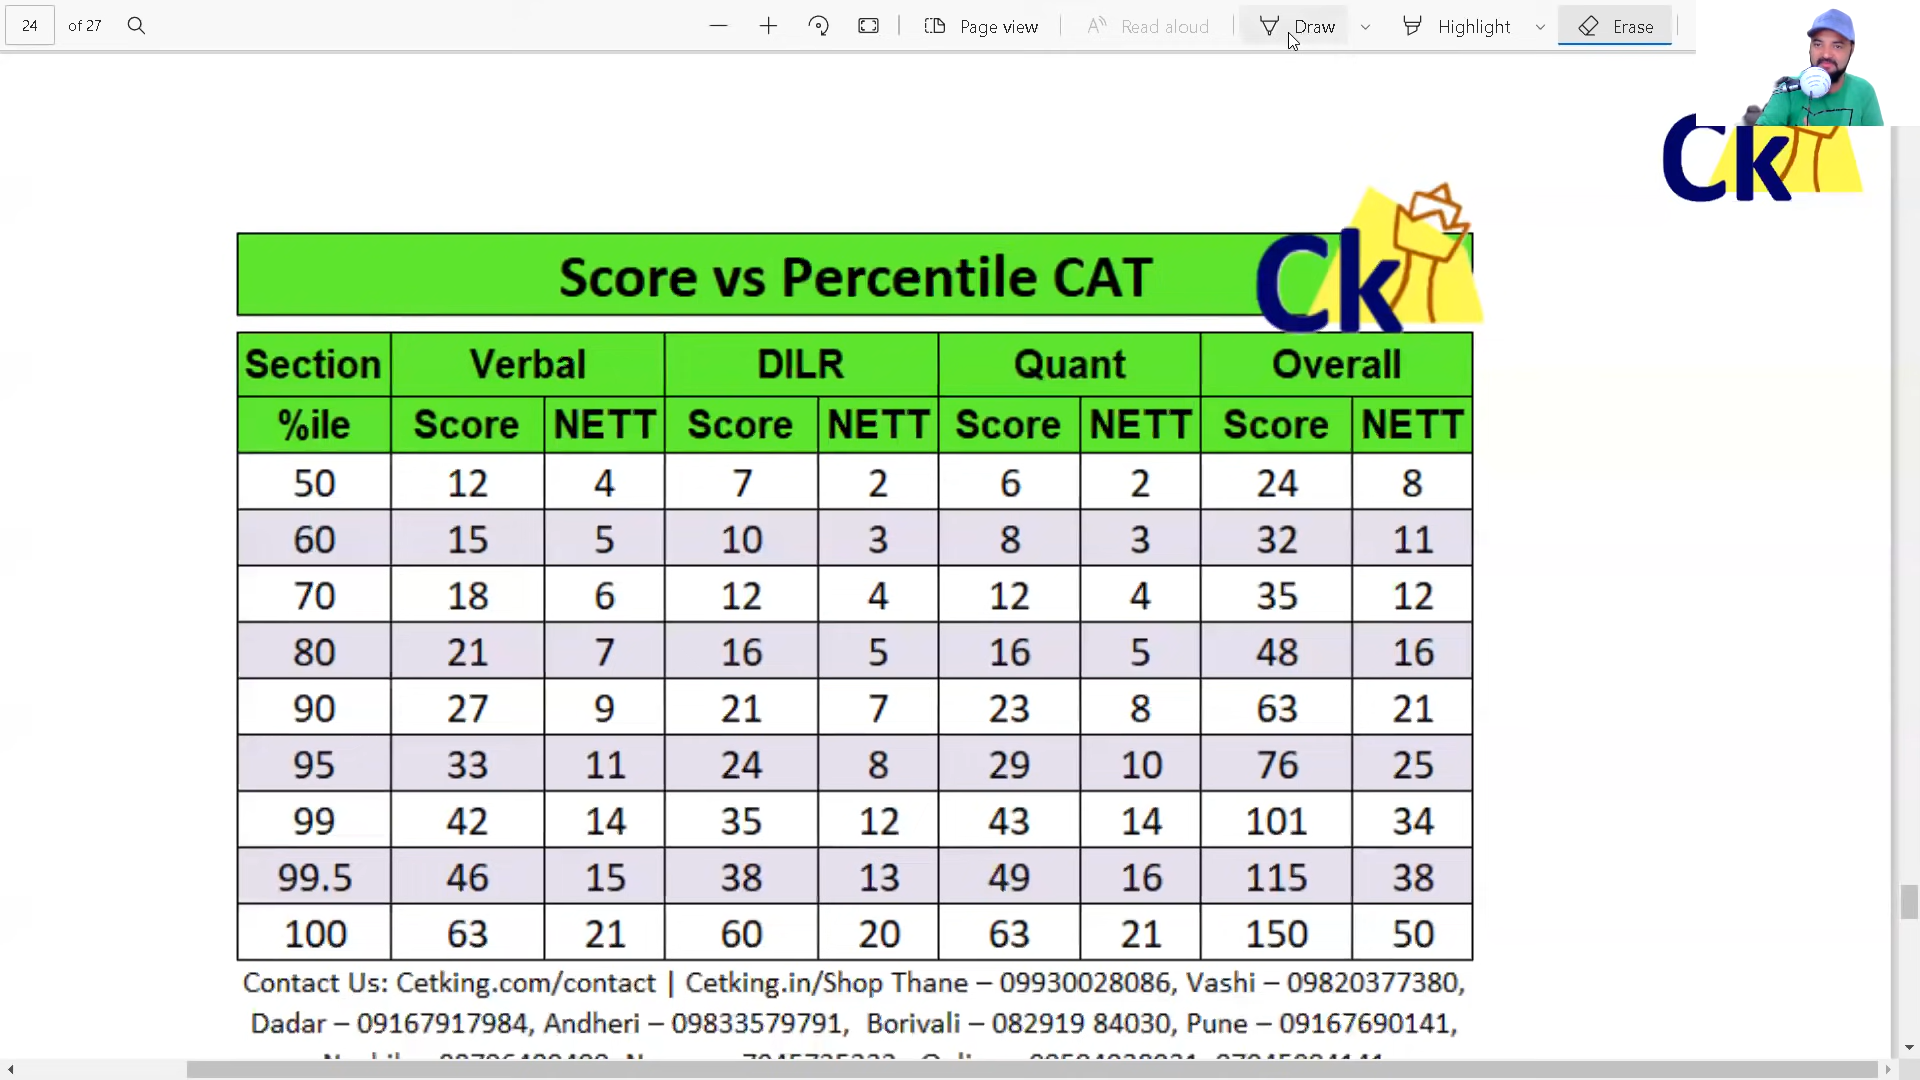 24 of 27 Page view Read aloud Draw Highlight Erase
Ck
Ck
Score vs Percentile CAT
Section Verbal DILR Quant Overall
%ile Score NETT Score NETT Score NETT Score NETT
50 12 4 7 2 6 2 24 8
60 15 5 10 3 8 3 32 11
70 18 6 12 4 12 4 35 12
80 21 7 16 5 16 5 48 16
90 27 9 21 7 23 8 63 21
95 33 11 24 8 29 10 76 25
99 42 14 35 12 43 14 101 34
99.5 46 15 38 13 49 16 115 38
100 63 21 60 20 63 21 150 50
Contact Us: Cetking.com/contact | Cetking.in/Shop Thane – 09930028086, Vashi – 09820377380,
Dadar – 09167917984, Andheri – 09833579791, Borivali – 082919 84030, Pune – 09167690141,